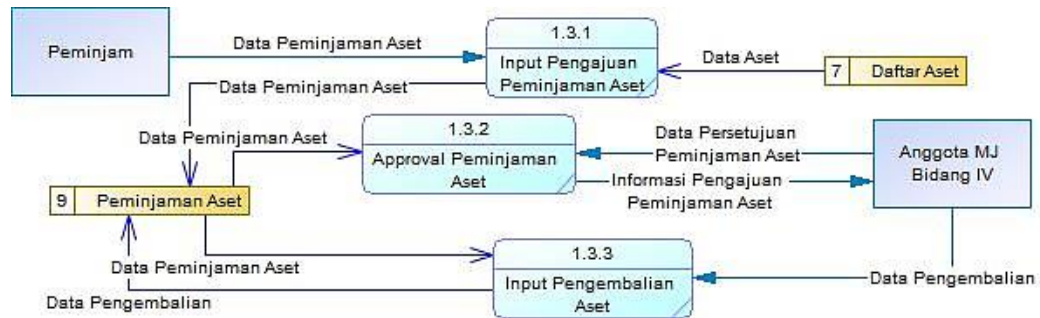 Peminjam
Data Peminjaman Aset
1.3.1
Input Pengajuan
Peminjaman Aset
Data Aset
7 Daftar Aset
Data Peminjaman Aset
Data Peminjaman Aset
1.3.2
Approval Peminjaman
Aset
Data Persetujuan
Peminjaman Aset
Informasi Pengajuan
Peminjaman Aset
Anggota MJ
Bidang IV
9 Peminjaman Aset
1.3.3
Input Pengembalian
Aset
Data Peminjaman Aset
Data Pengembalian
Data Pengembalian